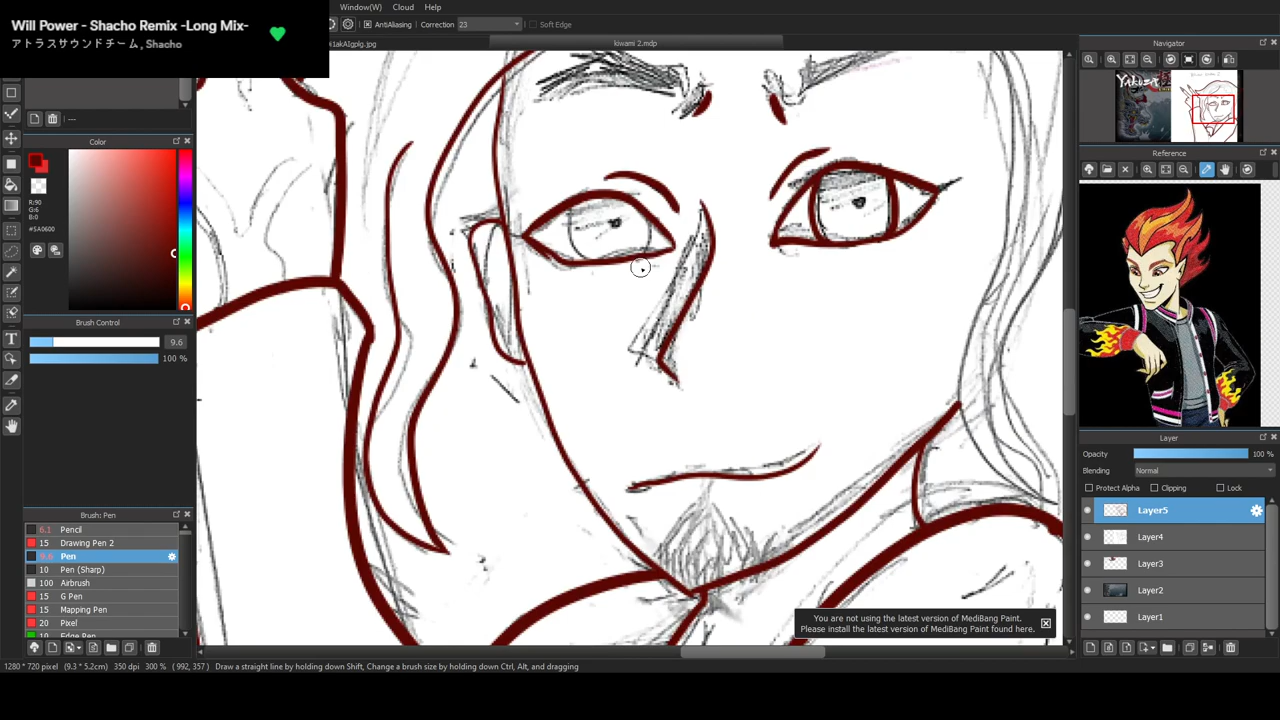 Will Power - Shacho Remix -Long Mix-
アトラスサウンドチーム, Shacho
Window(W) Cloud Help
AntiAliasing Correction 23 Soft Edge
kiwami 2.mdp
Navigator
Yakuza
Reference
---
Color
R:90
G:6
B:0
#5A0600
Brush Control
9.6
100 %
Brush: Pen
6.1 Pencil
15 Drawing Pen 2
9.6 Pen
10 Pen (Sharp)
100 Airbrush
15 G Pen
15 Mapping Pen
20 Pixel
10 Edge Pen
Layer
Opacity 100 %
Blending Normal
Protect Alpha Clipping Lock
Layer5
Layer4
Layer3
Layer2
Layer1
You are not using the latest version of MediBang Paint.
Please install the latest version of MediBang Paint found here.
1280 * 720 pixel (9.3 * 5.2cm) 350 dpi 300 % ( 992, 357 ) Draw a straight line by holding down Shift, Change a brush size by holding down Ctrl, Alt, and dragging